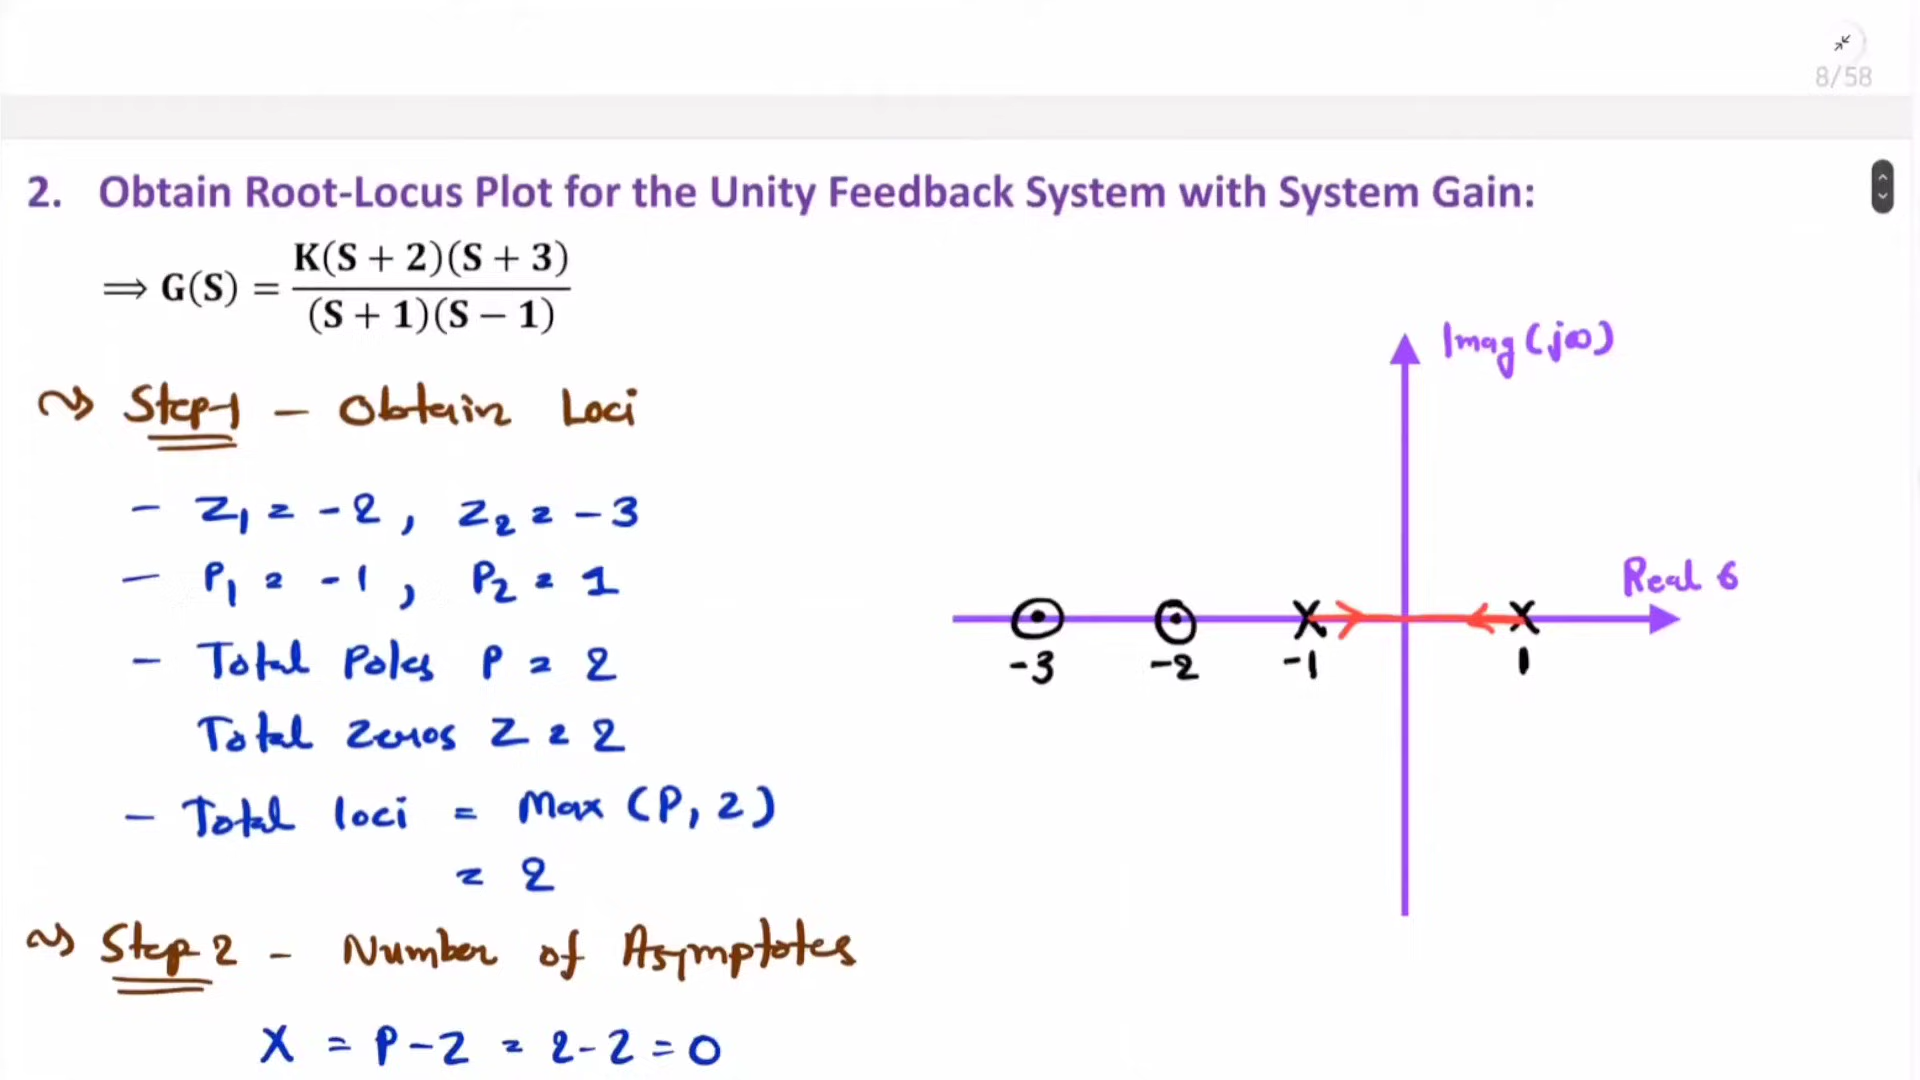 8/58
2. Obtain Root-Locus Plot for the Unity Feedback System with System Gain:
⟹ G(S) = K(S + 2)(S + 3) / (S + 1)(S − 1)
Step-1 - Obtain Loci
- Z1 = -2, Z2 = -3
- P1 = -1, P2 = 1
- Total Poles P = 2
Total Zeros Z = 2
- Total loci = Max (P, Z)
= 2
Step 2 - Number of Asymptotes
X = P - Z = 2 - 2 = 0
Imag (jω)
Real σ
-3 -2 -1 1